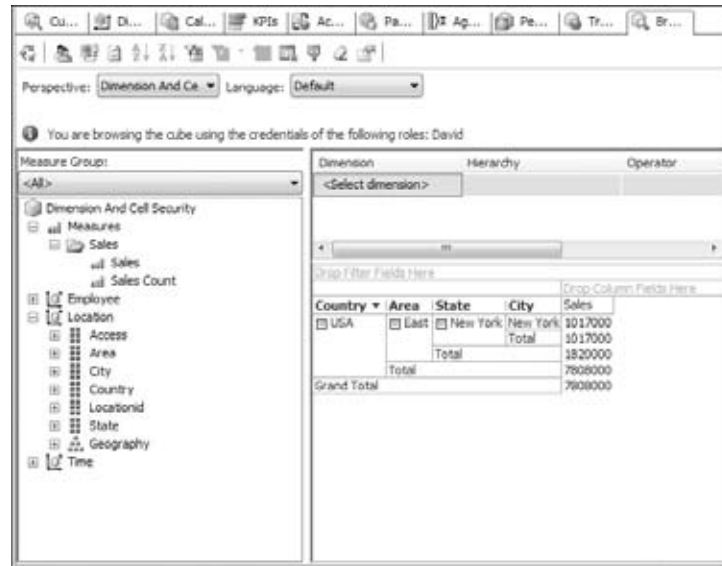 Cu... Di... Cal... KPIs Ac... Pa... Ag... Pe... Tr... Br...
Perspective: Dimension And Ce Language: Default
You are browsing the cube using the credentials of the following roles: David
Measure Group:
<All>
Dimension And Cell Security
Measures
Sales
Sales
Sales Count
Employee
Location
Access
Area
City
Country
Locationid
State
Geography
Time
Dimension Hierarchy Operator
<Select dimension>
Drop Filter Fields Here
Drop Column Fields Here
Country Area State City Sales
USA East New York New York 1017000
Total 1017000
Total 1820000
Total 7808000
Grand Total 7808000